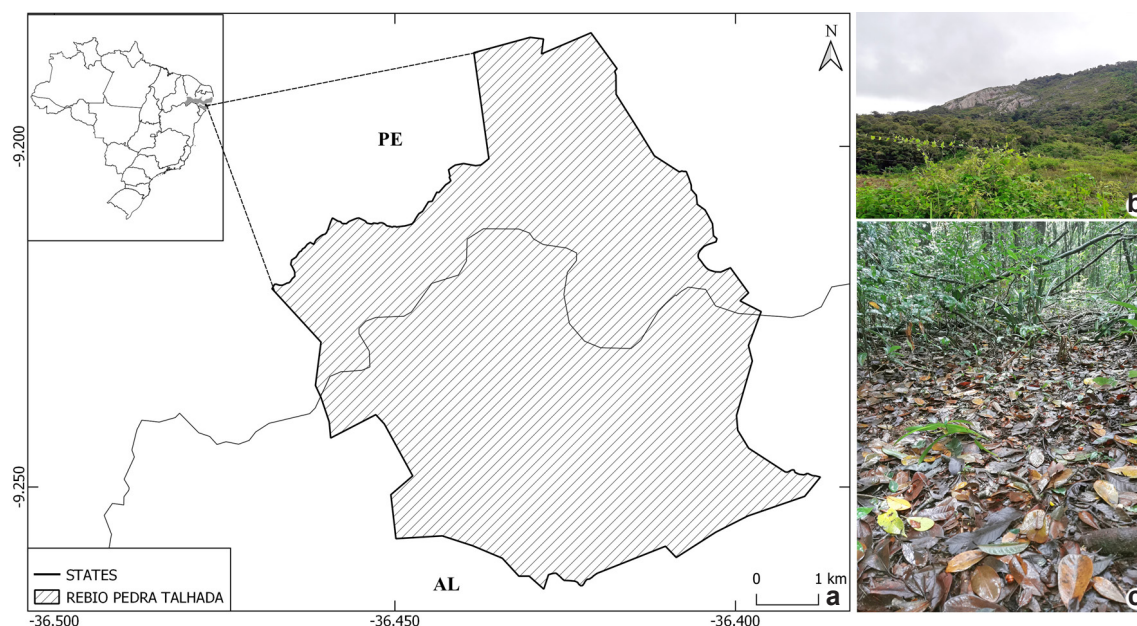 N
PE
-9.200
-9.250
AL
STATES
REBIO PEDRA TALHADA
0 1 km
-36.500 -36.450 -36.400
a
b
c